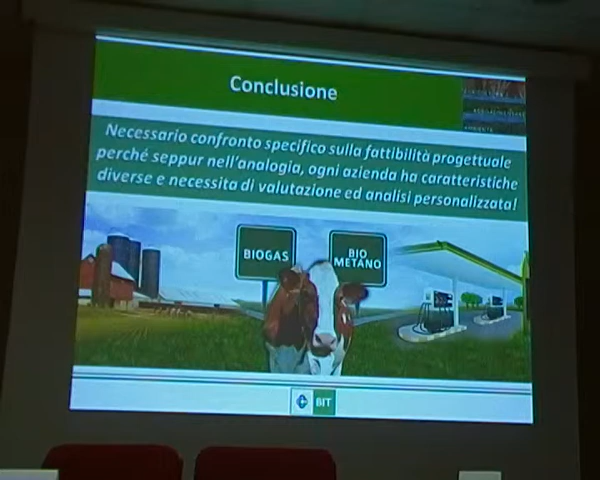 Conclusione
Necessario confronto specifico sulla fattibilità progettuale
perché seppur nell'analogia, ogni azienda ha caratteristiche
diverse e necessita di valutazione ed analisi personalizzata!
BIOGAS
BIO
METANO
BIT